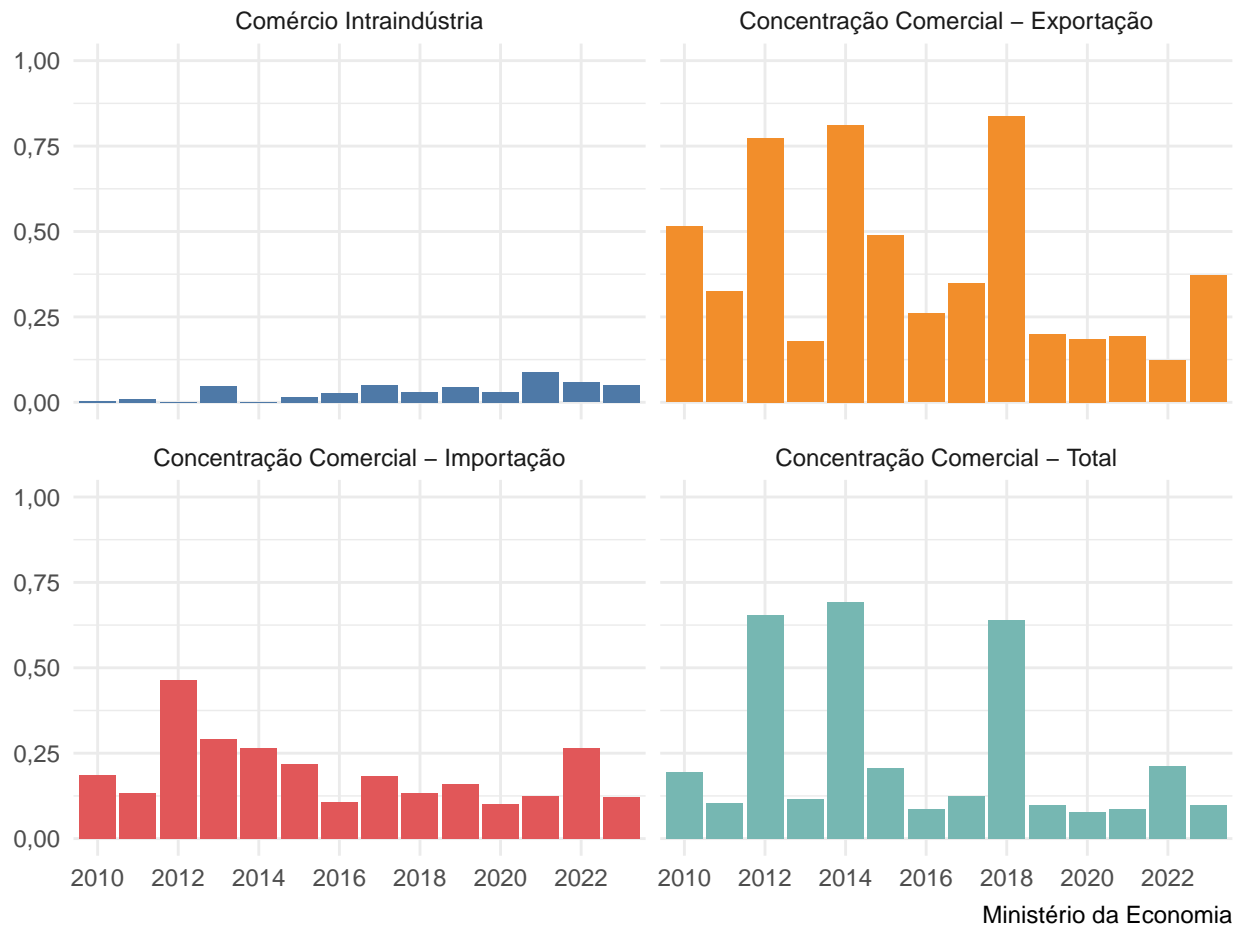 Comércio Intraindústria
Concentração Comercial – Exportação
1,00
0,75
0,50
0,25
0,00
Concentração Comercial – Importação
Concentração Comercial – Total
1,00
0,75
0,50
0,25
0,00
2010 2012 2014 2016 2018 2020 2022
2010 2012 2014 2016 2018 2020 2022
Ministério da Economia